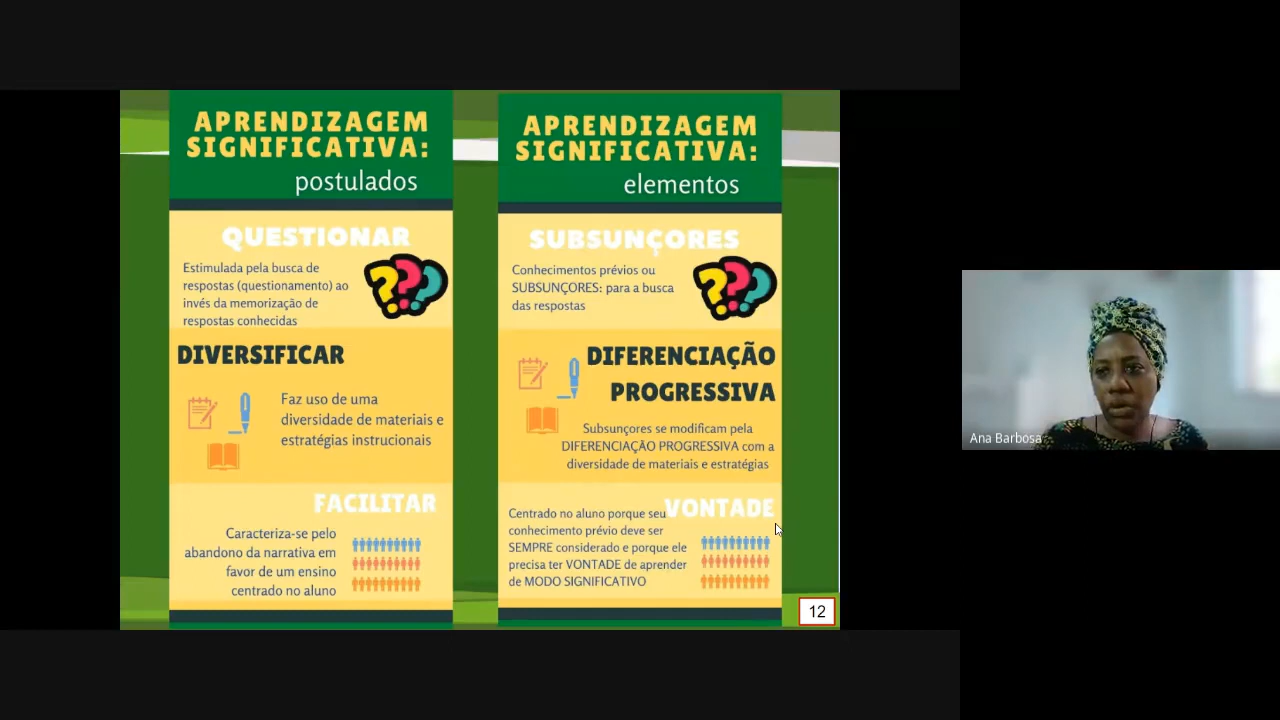 APRENDIZAGEM
SIGNIFICATIVA:
postulados
QUESTIONAR
Estimulada pela busca de
respostas (questionamento) ao
invés da memorização de
respostas conhecidas
DIVERSIFICAR
Faz uso de uma
diversidade de materiais e
estratégias instrucionais
FACILITAR
Caracteriza-se pelo
abandono da narrativa em
favor de um ensino
centrado no aluno
APRENDIZAGEM
SIGNIFICATIVA:
elementos
SUBSUNÇORES
Conhecimentos prévios ou
SUBSUNÇORES: para a busca
das respostas
DIFERENCIAÇÃO
PROGRESSIVA
Subsunçores se modificam pela
DIFERENCIAÇÃO PROGRESSIVA com a
diversidade de materiais e estratégias
VONTADE
Centrado no aluno porque seu
conhecimento prévio deve ser
SEMPRE considerado e porque ele
precisa ter VONTADE de aprender
de MODO SIGNIFICATIVO
12
Ana Barbosa